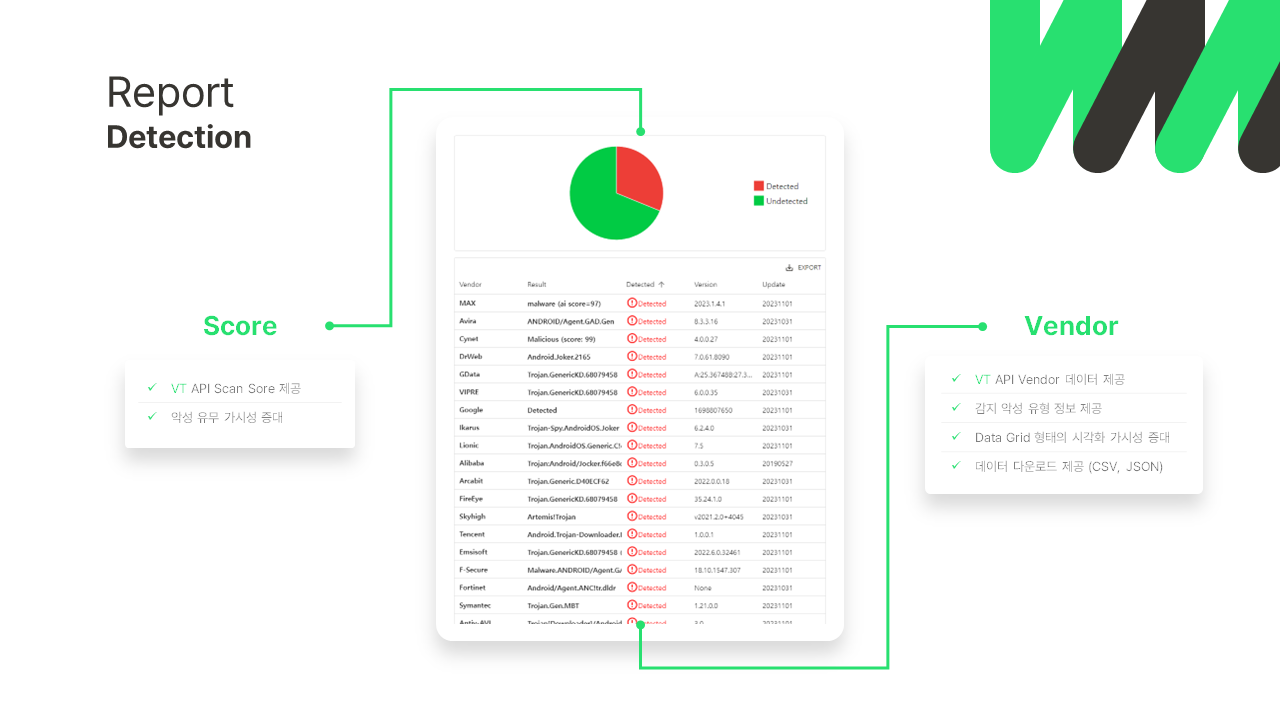 Report
Detection
Detected
Undetected
EXPORT
Vendor Result Detected Version Update
MAX malware (ai score=97) Detected 2023.1.4.1 20231101
Avira ANDROID/Agent.GAD.Gen Detected 8.3.3.16 20231031
Cynet Malicious (score: 99) Detected 4.0.0.27 20231101
DrWeb Android.Joker.2165 Detected 7.0.61.8090 20231101
GData Trojan.GenericKD.68079458 Detected A:25.36748B:27.3... 20231101
VIPRE Trojan.GenericKD.68079458 Detected 6.0.0.35 20231031
Google Detected Detected 1698807650 20231101
Ikarus Trojan-Spy.AndroidOS.Joker Detected 6.2.4.0 20231031
Lionic Trojan.AndroidOS.Generic.C! Detected 7.5 20231101
Alibaba Trojan:Android/Jocker.f66e8c Detected 0.3.0.5 20190527
Arcabit Trojan.Generic.D40ECF62 Detected 2022.0.0.18 20231101
FireEye Trojan.GenericKD.68079458 Detected 35.24.1.0 20231101
Skyhigh Artemis!Trojan Detected v2021.2.0+4045 20231031
Tencent Android.Trojan-Downloader.I Detected 1.0.0.1 20231101
Emsisoft Trojan.GenericKD.68079458 ( Detected 2022.6.0.32461 20231101
F-Secure Malware.ANDROID/Agent.GA Detected 18.10.1547.307 20231101
Fortinet Android/Agent.ANC!tr.dldr Detected None 20231031
Symantec Trojan.Gen.MBT Detected 1.21.0.0 20231101
Antiy-AVL Trojan[Downloader]/Android Detected 3.0 20231101
Score
VT API Scan Sore 제공
악성 유무 가시성 증대
Vendor
VT API Vendor 데이터 제공
감지 악성 유형 정보 제공
Data Grid 형태의 시각화 가시성 증대
데이터 다운로드 제공 (CSV, JSON)